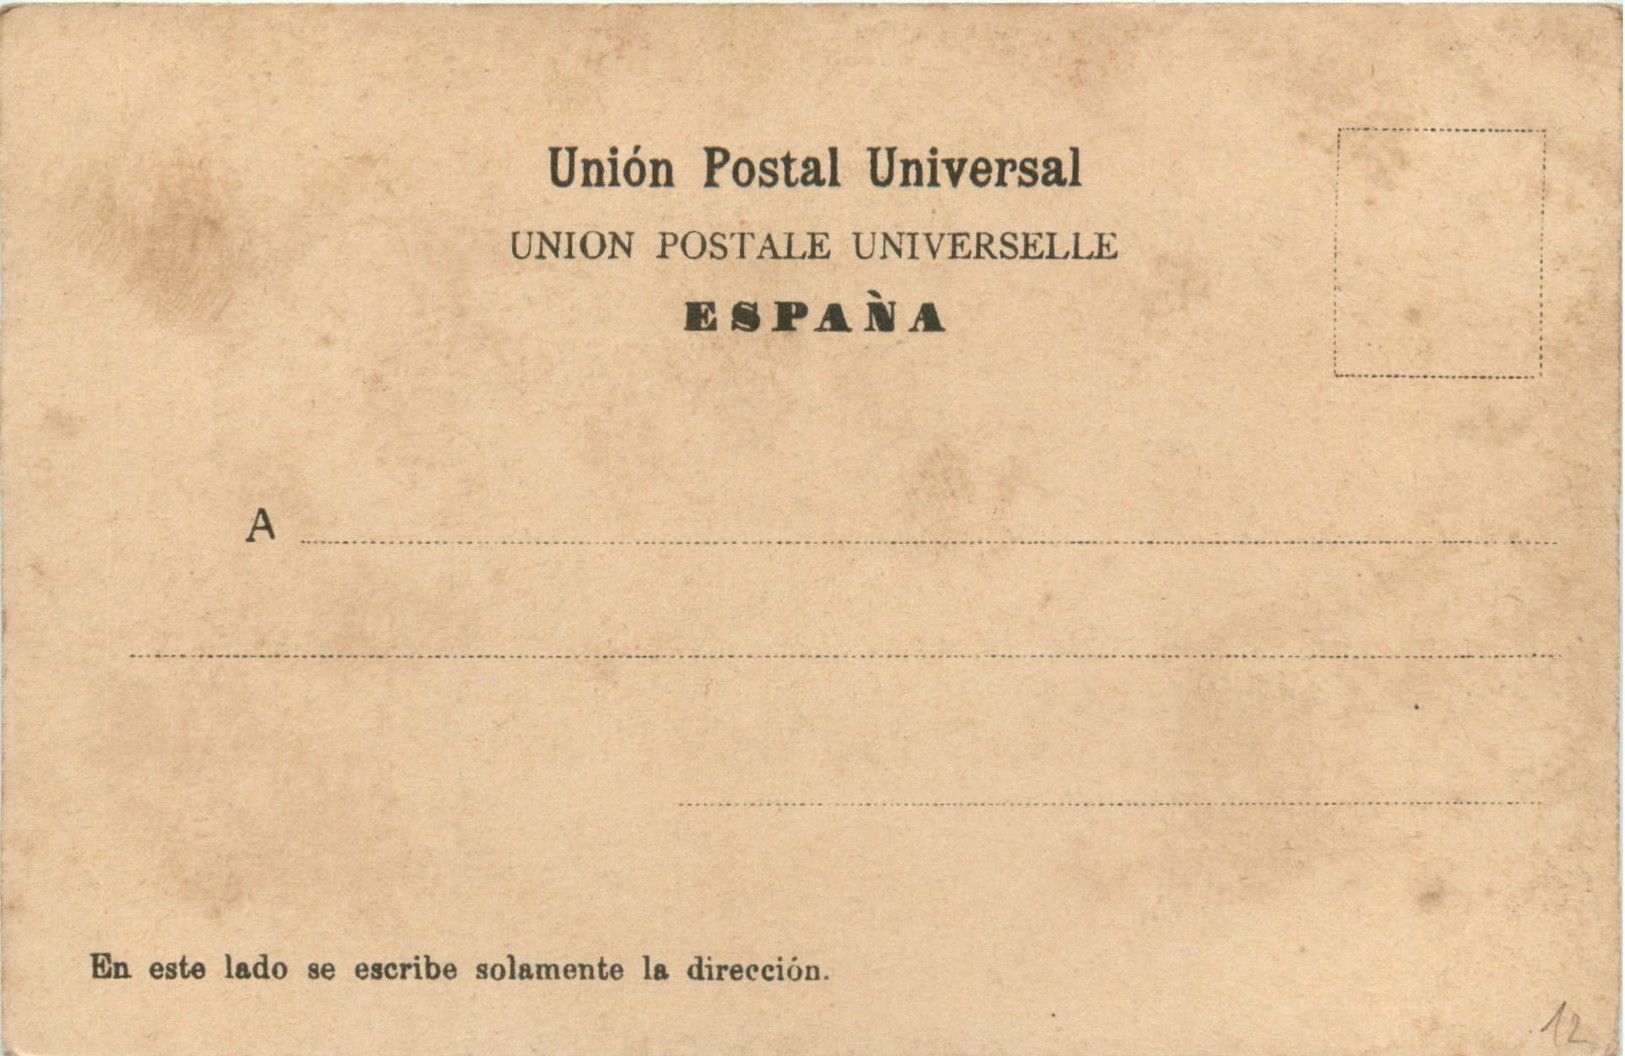 Unión Postal Universal
UNION POSTALE UNIVERSELLE
ESPAÑA
A
En este lado se escribe solamente la dirección.
12